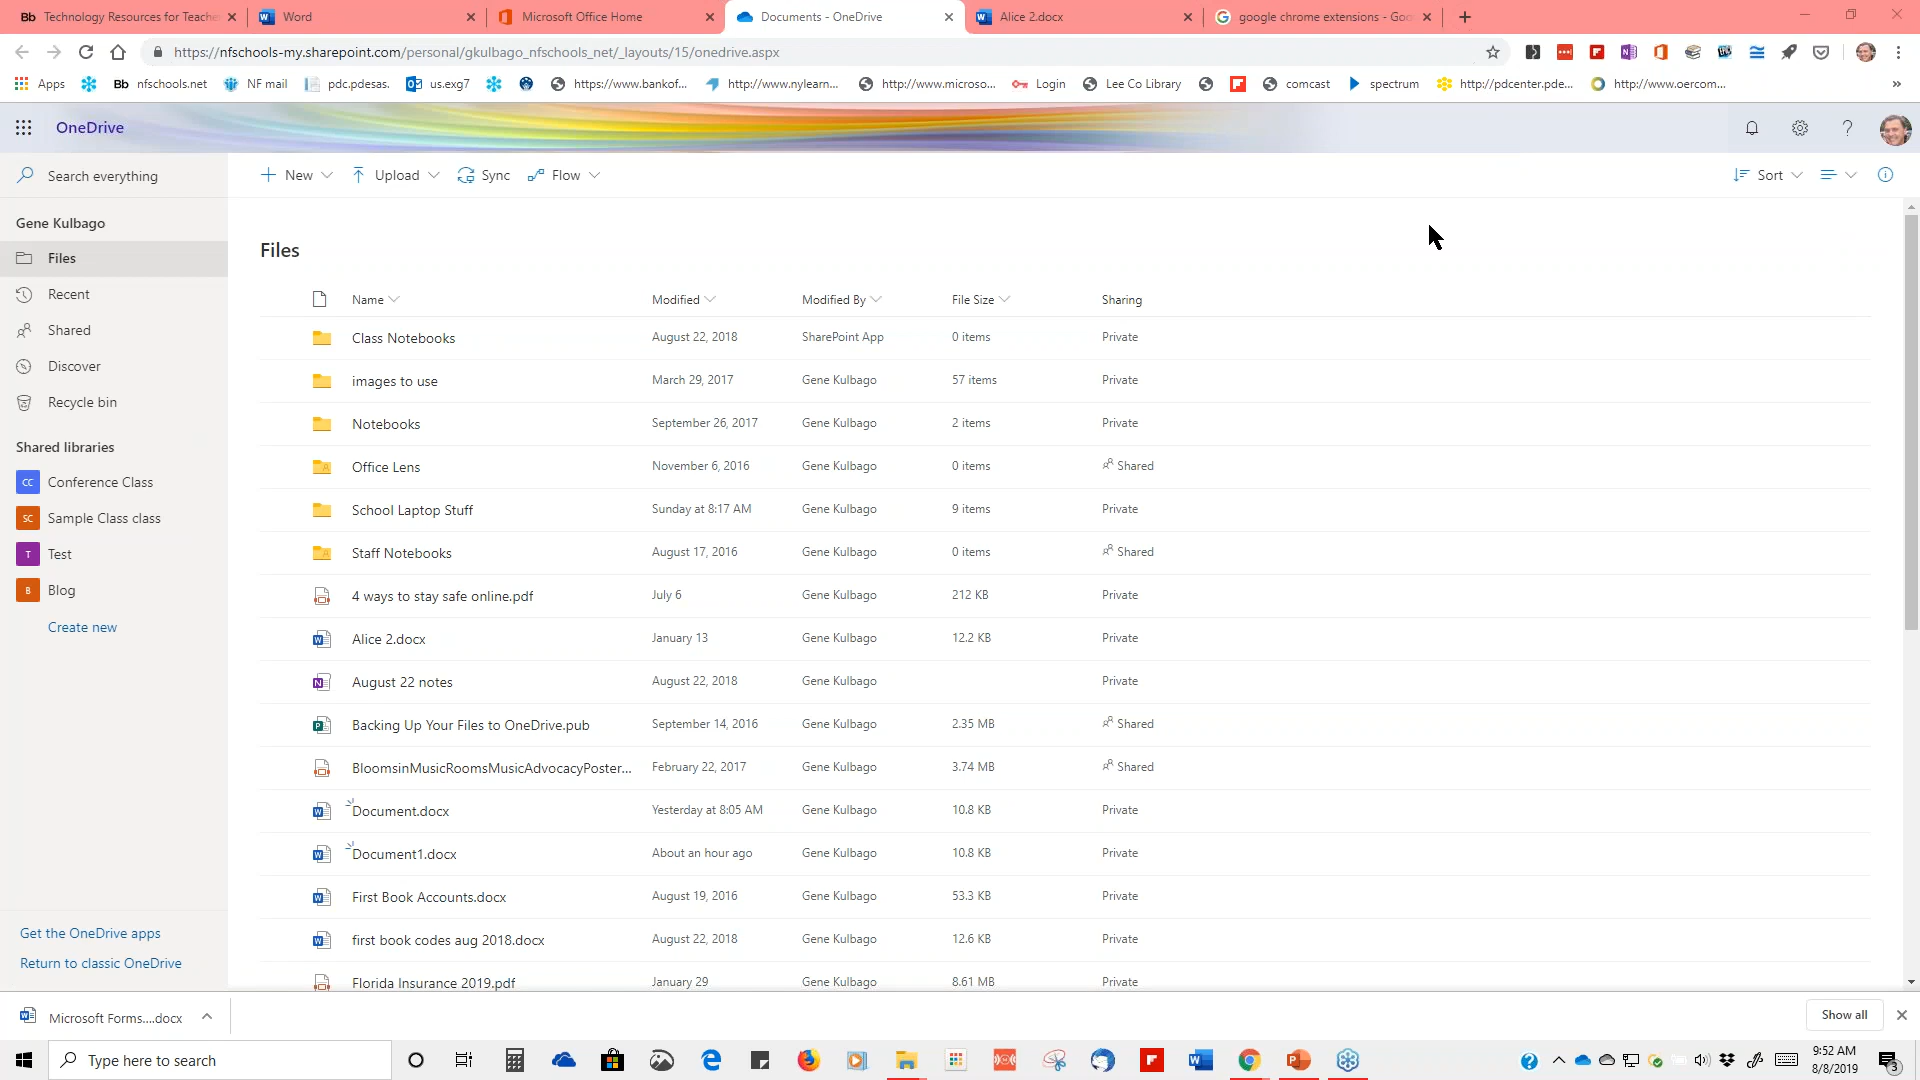 Bb Technology Resources for Teache
Word
Microsoft Office Home
Documents - OneDrive
Alice 2.docx
google chrome extensions - Goo
https://nfschools-my.sharepoint.com/personal/gkulbago_nfschools_net/_layouts/15/onedrive.aspx
Apps
Bb nfschools.net
NF mail
pdc.pdesas.
us.exg7
https://www.bankof...
http://www.nylearn...
http://www.microso...
Login
Lee Co Library
comcast
spectrum
http://pdcenter.pde...
http://www.oercom...
»
OneDrive
?
Search everything
New
Upload
Sync
Flow
Sort
Gene Kulbago
Files
Recent
Shared
Discover
Recycle bin
Shared libraries
CC Conference Class
SC Sample Class class
T Test
B Blog
Create new
Get the OneDrive apps
Return to classic OneDrive
Files
Name Modified Modified By File Size Sharing
Class Notebooks August 22, 2018 SharePoint App 0 items Private
images to use March 29, 2017 Gene Kulbago 57 items Private
Notebooks September 26, 2017 Gene Kulbago 2 items Private
Office Lens November 6, 2016 Gene Kulbago 0 items Shared
School Laptop Stuff Sunday at 8:17 AM Gene Kulbago 9 items Private
Staff Notebooks August 17, 2016 Gene Kulbago 0 items Shared
4 ways to stay safe online.pdf July 6 Gene Kulbago 212 KB Private
Alice 2.docx January 13 Gene Kulbago 12.2 KB Private
August 22 notes August 22, 2018 Gene Kulbago Private
Backing Up Your Files to OneDrive.pub September 14, 2016 Gene Kulbago 2.35 MB Shared
BloomsinMusicRoomsMusicAdvocacyPoster... February 22, 2017 Gene Kulbago 3.74 MB Shared
Document.docx Yesterday at 8:05 AM Gene Kulbago 10.8 KB Private
Document1.docx About an hour ago Gene Kulbago 10.8 KB Private
First Book Accounts.docx August 19, 2016 Gene Kulbago 53.3 KB Private
first book codes aug 2018.docx August 22, 2018 Gene Kulbago 12.6 KB Private
Florida Insurance 2019.pdf January 29 Gene Kulbago 8.61 MB Private
Microsoft Forms....docx
Show all
Type here to search
9:52 AM
8/8/2019
3